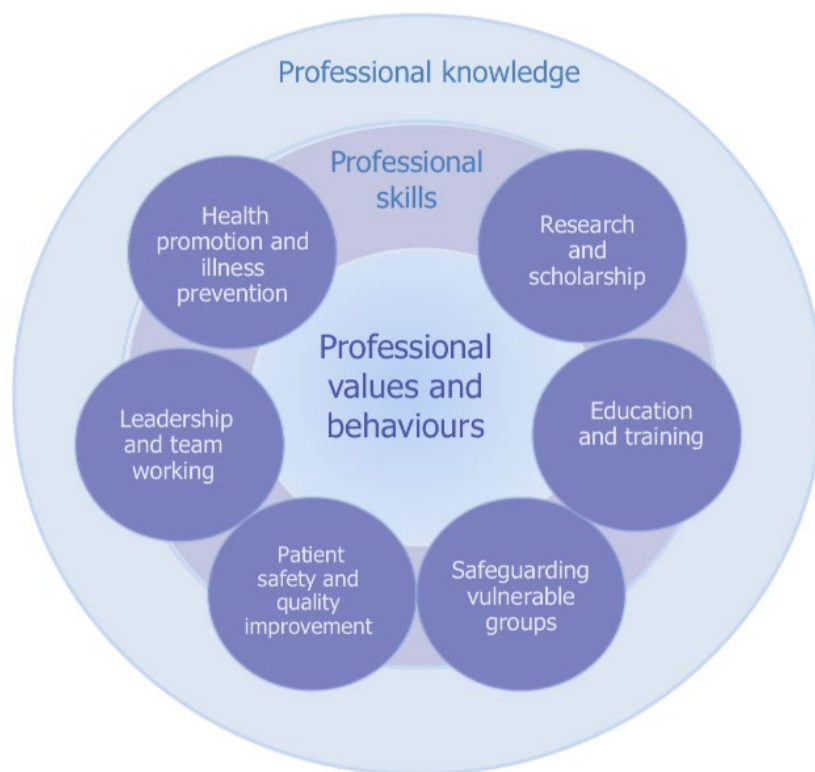 Professional knowledge
Professional
skills
Health
promotion and
illness
prevention
Research
and
scholarship
Professional
values and
behaviours
Leadership
and team
working
Education
and training
Patient
safety and
quality
improvement
Safeguarding
vulnerable
groups